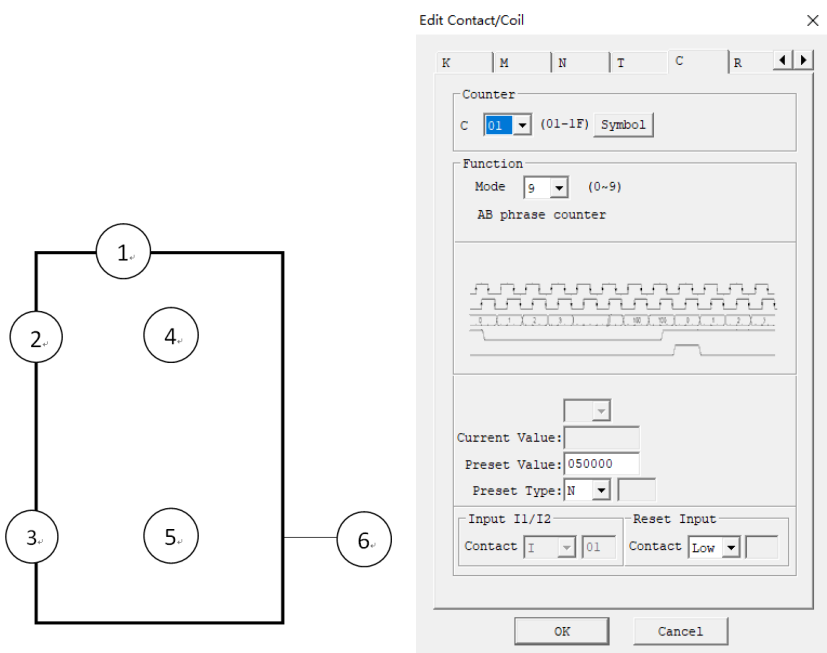 1
2
4
3
5
6
Edit Contact/Coil
K M N T C R
Counter
C 01 (01-1F) Symbol
Function
Mode 9 (0~9)
AB phrase counter
Current Value:
Preset Value: 050000
Preset Type: N
Input I1/I2 Reset Input
Contact I 01 Contact Low
OK Cancel